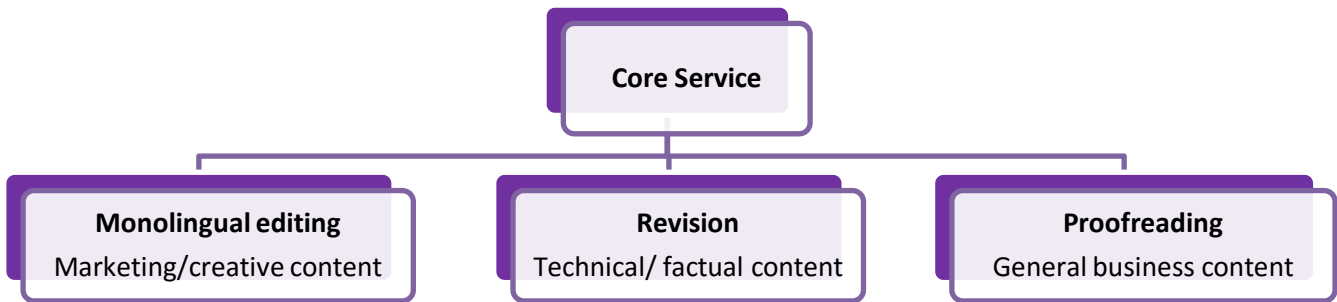 Core Service
Monolingual editing
Marketing/creative content
Revision
Technical/ factual content
Proofreading
General business content